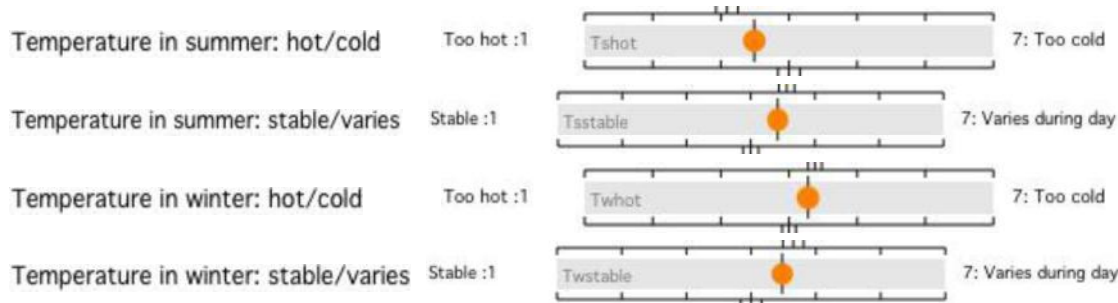 Temperature in summer: hot/cold Too hot :1 Tshot 7: Too cold
Temperature in summer: stable/varies Stable :1 Tsstable 7: Varies during day
Temperature in winter: hot/cold Too hot :1 Twhot 7: Too cold
Temperature in winter: stable/varies Stable :1 Twstable 7: Varies during day